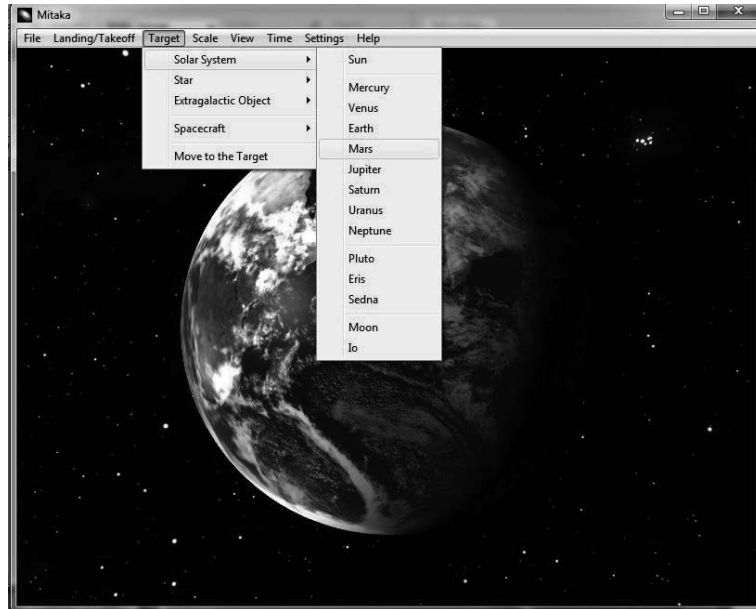 Mitaka
File Landing/Takeoff Target Scale View Time Settings Help
Solar System
Star
Extragalactic Object
Spacecraft
Move to the Target
Sun
Mercury
Venus
Earth
Mars
Jupiter
Saturn
Uranus
Neptune
Pluto
Eris
Sedna
Moon
Io